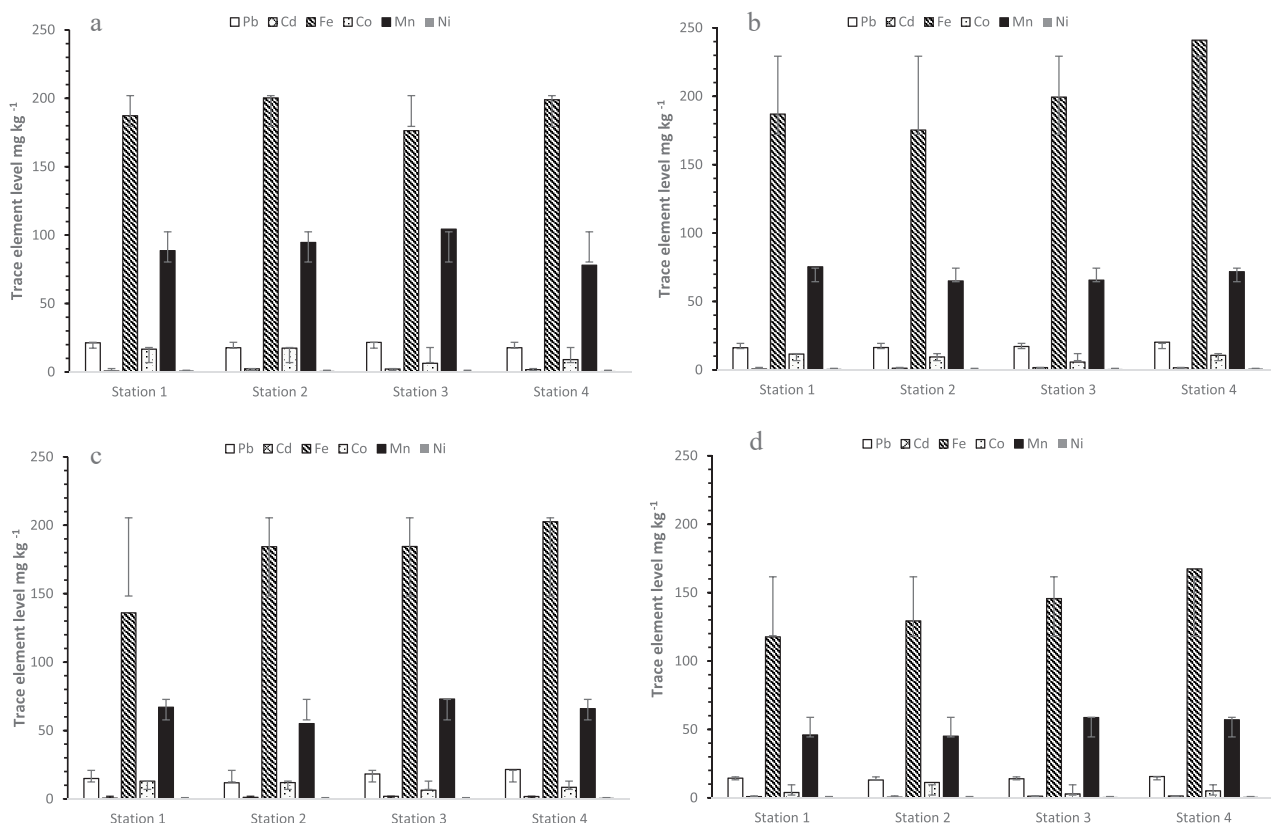 a
Pb Cd Fe Co Mn Ni
Trace element level mg kg -1
250
200
150
100
50
0
Station 1 Station 2 Station 3 Station 4
b
Pb Cd Fe Co Mn Ni
Trace element level mg kg -1
250
200
150
100
50
0
Station 1 Station 2 Station 3 Station 4
c
Pb Cd Fe Co Mn Ni
Trace element level mg kg -1
250
200
150
100
50
0
Station 1 Station 2 Station 3 Station 4
d
Pb Cd Fe Co Mn Ni
Trace element level mg kg -1
250
200
150
100
50
0
Station 1 Station 2 Station 3 Station 4